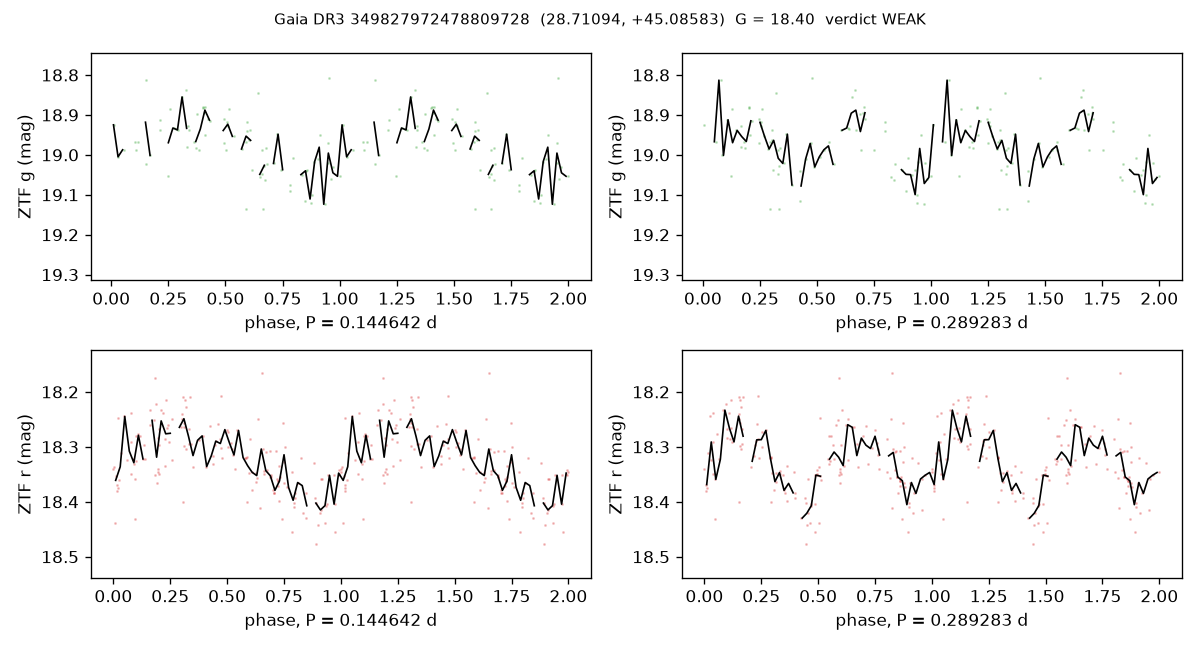 Gaia DR3 349827972478809728  (28.71094, +45.08583)  G = 18.40  verdict WEAK
ZTF g (mag)
18.8
18.9
19.0
19.1
19.2
19.3
0.00 0.25 0.50 0.75 1.00 1.25 1.50 1.75 2.00
phase, P = 0.144642 d
ZTF g (mag)
18.8
18.9
19.0
19.1
19.2
19.3
0.00 0.25 0.50 0.75 1.00 1.25 1.50 1.75 2.00
phase, P = 0.289283 d
ZTF r (mag)
18.2
18.3
18.4
18.5
0.00 0.25 0.50 0.75 1.00 1.25 1.50 1.75 2.00
phase, P = 0.144642 d
ZTF r (mag)
18.2
18.3
18.4
18.5
0.00 0.25 0.50 0.75 1.00 1.25 1.50 1.75 2.00
phase, P = 0.289283 d